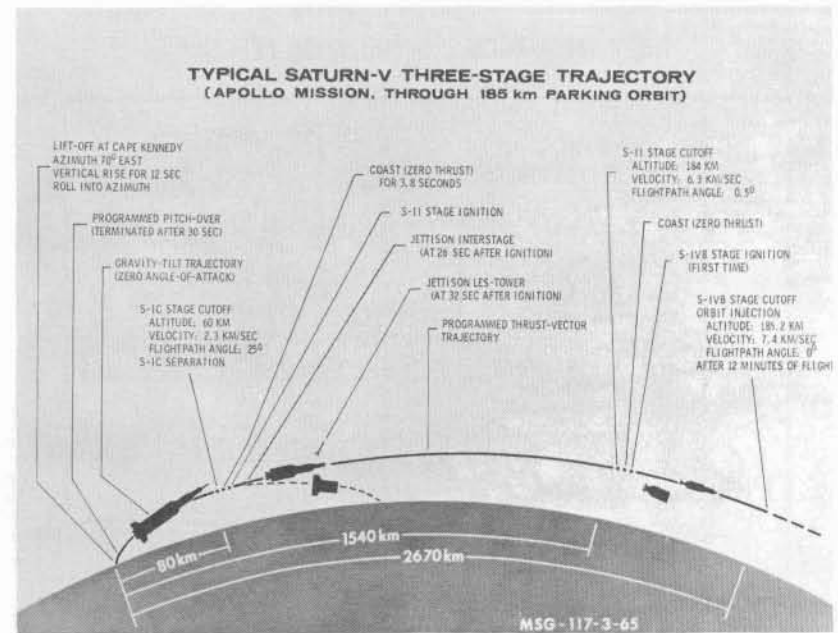 TYPICAL SATURN-V THREE-STAGE TRAJECTORY
(APOLLO MISSION, THROUGH 185 km PARKING ORBIT)
LIFT-OFF AT CAPE KENNEDY
AZIMUTH 70° EAST
VERTICAL RISE FOR 12 SEC
ROLL INTO AZIMUTH
PROGRAMMED PITCH-OVER
(TERMINATED AFTER 30 SEC)
GRAVITY-TILT TRAJECTORY
(ZERO ANGLE-OF-ATTACK)
S-IC STAGE CUTOFF
ALTITUDE: 60 KM
VELOCITY: 2.3 KM/SEC
FLIGHTPATH ANGLE: 25°
S-IC SEPARATION
COAST (ZERO THRUST)
FOR 3.8 SECONDS
S-II STAGE IGNITION
JETTISON INTERSTAGE
(AT 26 SEC AFTER IGNITION)
JETTISON LES-TOWER
(AT 32 SEC AFTER IGNITION)
PROGRAMMED THRUST-VECTOR
TRAJECTORY
S-II STAGE CUTOFF
ALTITUDE: 184 KM
VELOCITY: 6.3 KM/SEC
FLIGHTPATH ANGLE: 0.5°
COAST (ZERO THRUST)
S-IVB STAGE IGNITION
(FIRST TIME)
S-IVB STAGE CUTOFF
ORBIT INJECTION
ALTITUDE: 185.2 KM
VELOCITY: 7.4 KM/SEC
FLIGHTPATH ANGLE: 0°
AFTER 12 MINUTES OF FLIGHT
80 km
1540 km
2670 km
MSG-117-3-65